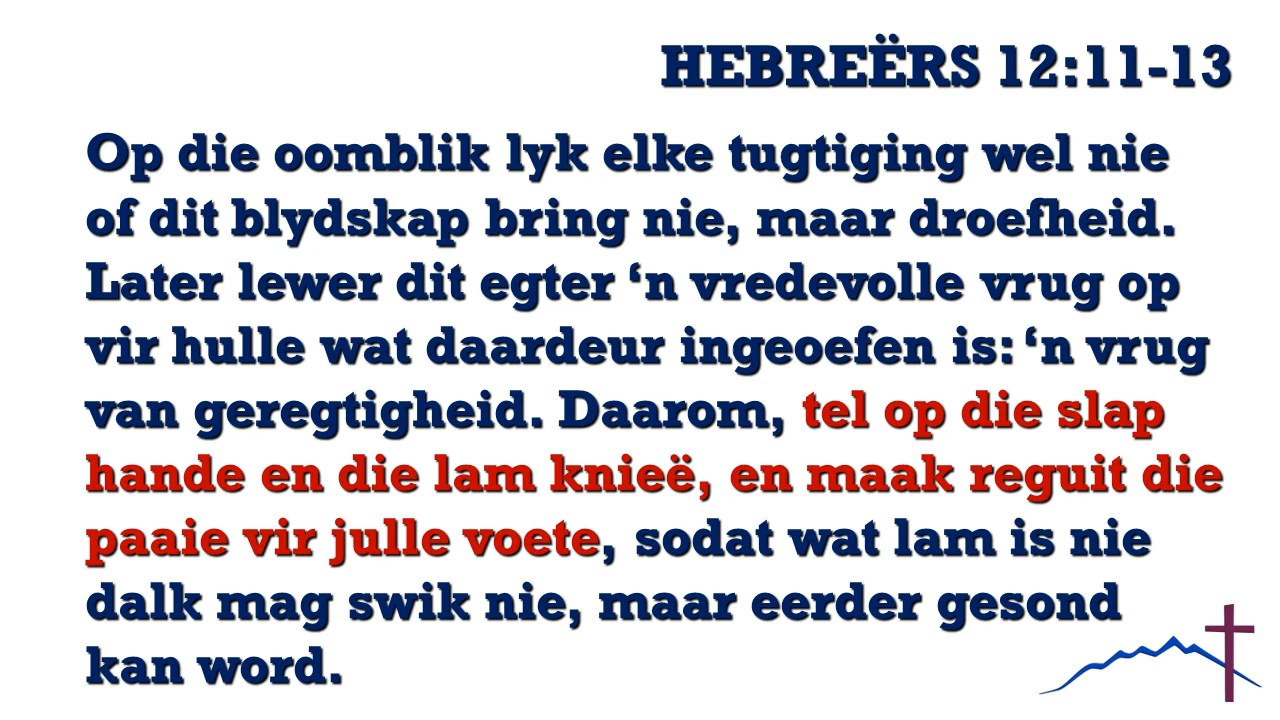 HEBREËRS 12:11-13
Op die oomblik lyk elke tugtiging wel nie
of dit blydskap bring nie, maar droefheid.
Later lewer dit egter ‘n vredevolle vrug op
vir hulle wat daardeur ingeoefen is: ‘n vrug
van geregtigheid. Daarom, tel op die slap
hande en die lam knieë, en maak reguit die
paaie vir julle voete, sodat wat lam is nie
dalk mag swik nie, maar eerder gesond
kan word.